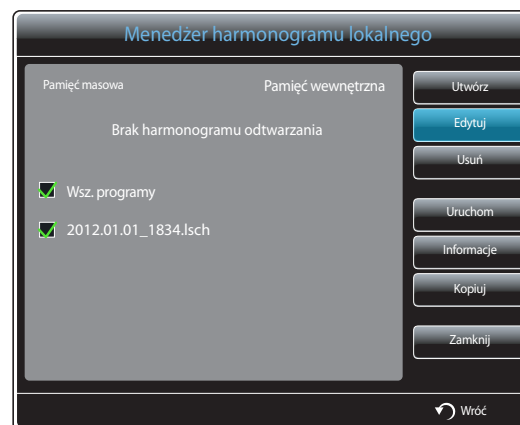 Menedżer harmonogramu lokalnego
Pamięć masowa Pamięć wewnętrzna
Brak harmonogramu odtwarzania
Wsz. programy
2012.01.01_1834.lsch
Utwórz
Edytuj
Usuń
Uruchom
Informacje
Kopiuj
Zamknij
Wróć